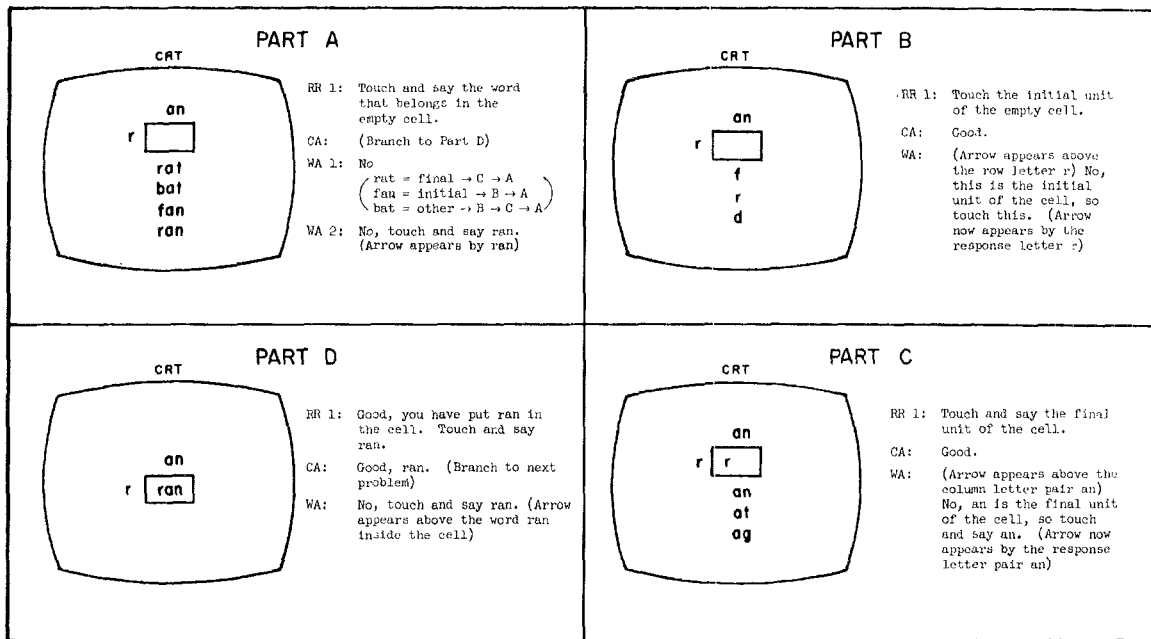 PART A
CRT
an
r
rat
bat
fan
ran
RR 1: Touch and say the word
that belongs in the
empty cell.
CA: (Branch to Part D)
WA 1: No
(rat = final → C → A
fau = initial → B → A
bat = other → B → C → A)
WA 2: No, touch and say ran.
(Arrow appears by ran)
PART B
CRT
an
r
f
r
d
RR 1: Touch the initial unit
of the empty cell.
CA: Good.
WA: (Arrow appears above
the row letter r) No,
this is the initial
unit of the cell, so
touch this. (Arrow
now appears by the
response letter r)
PART D
CRT
an
r ran
RR 1: Good, you have put ran in
the cell. Touch and say
ran.
CA: Good, ran. (Branch to next
problem)
WA: No, touch and say ran. (Arrow
appears above the word ran
inside the cell)
PART C
CRT
an
r r
an
at
ag
RR 1: Touch and say the final
unit of the cell.
CA: Good.
WA: (Arrow appears above the
column letter pair an)
No, an is the final unit
of the cell, so touch
and say an. (Arrow now
appears by the response
letter pair an)